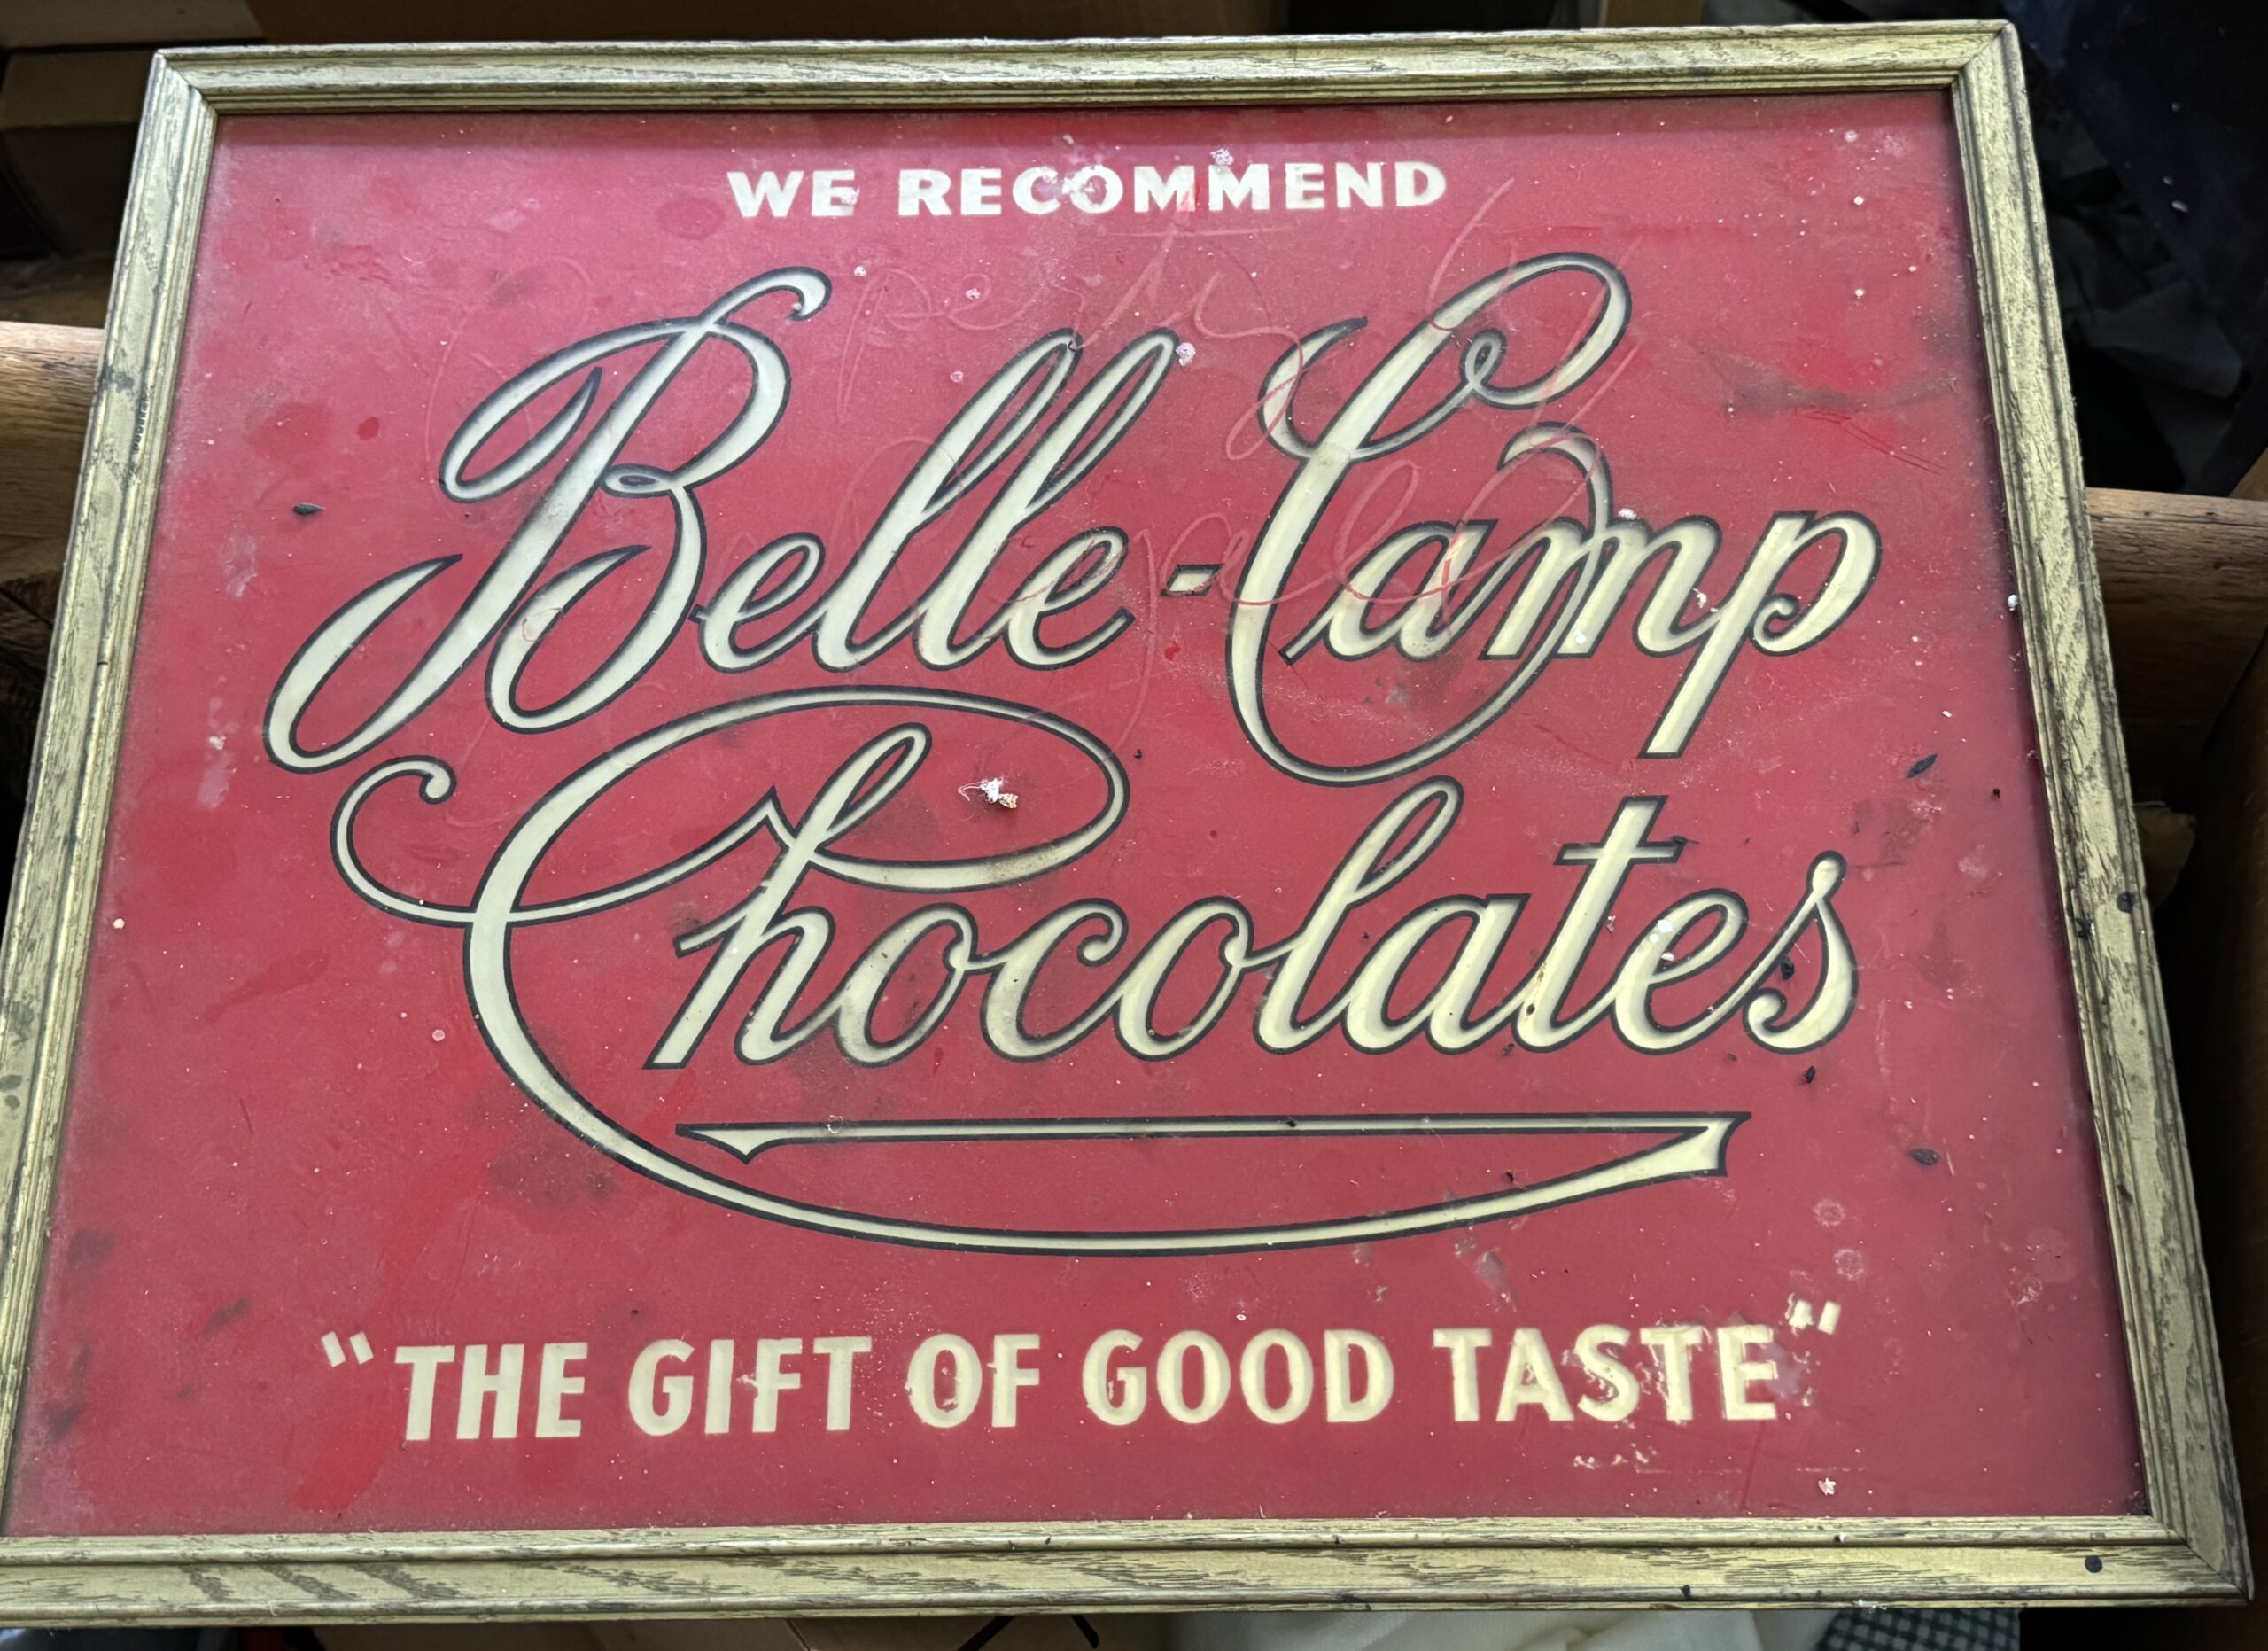 WE RECOMMEND
Belle-Camp
Chocolates
"THE GIFT OF GOOD TASTE"